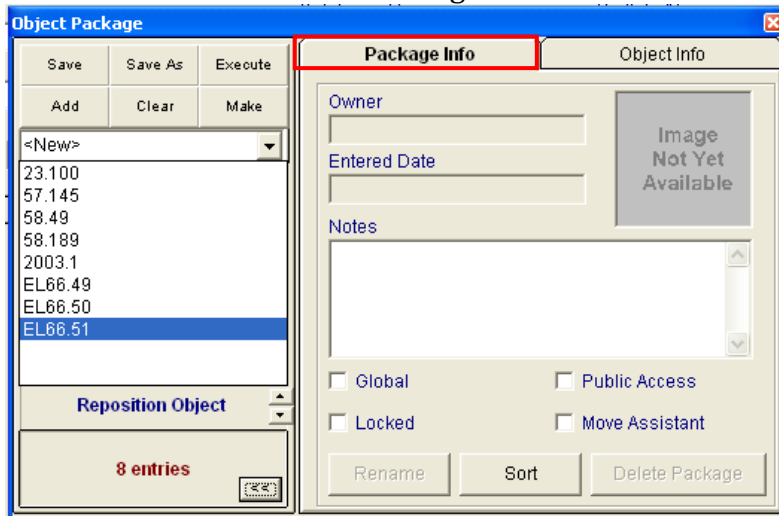 Object Package
Save
Save As
Execute
Add
Clear
Make
<New>
23.100
57.145
58.49
58.189
2003.1
EL66.49
EL66.50
EL66.51
Reposition Object
8 entries
<<
Package Info
Object Info
Owner
Image
Not Yet
Available
Entered Date
Notes
Global
Public Access
Locked
Move Assistant
Rename
Sort
Delete Package